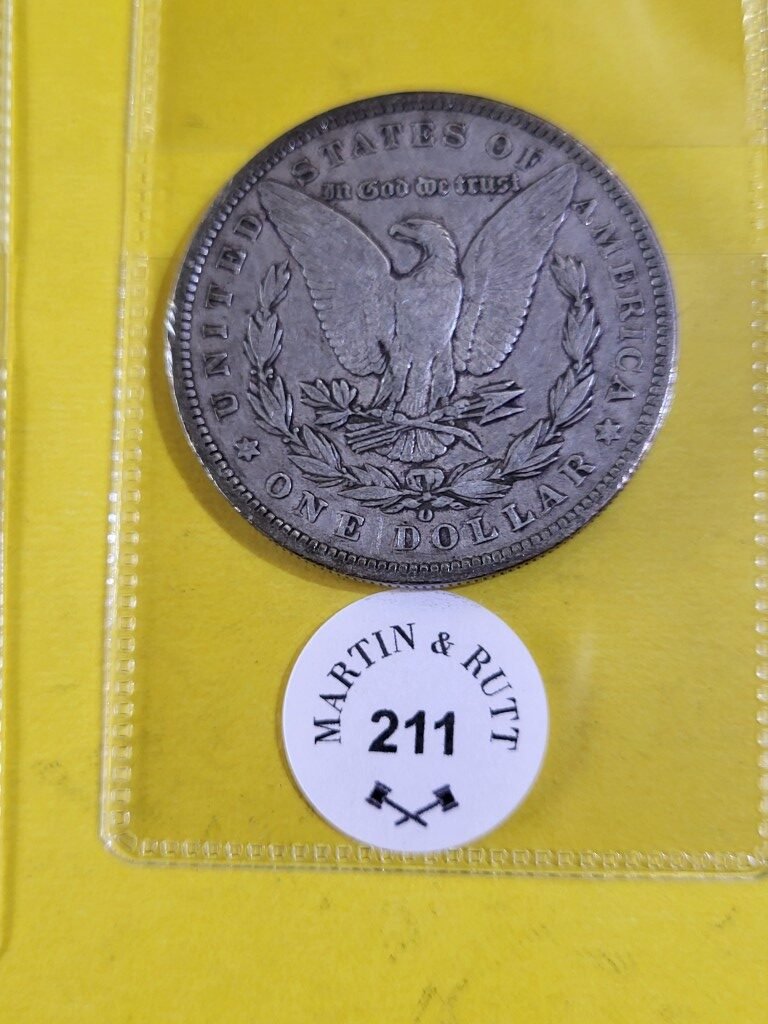 UNITED STATES OF AMERICA
In God we trust
O
ONE DOLLAR
MARTIN & RUTT
211